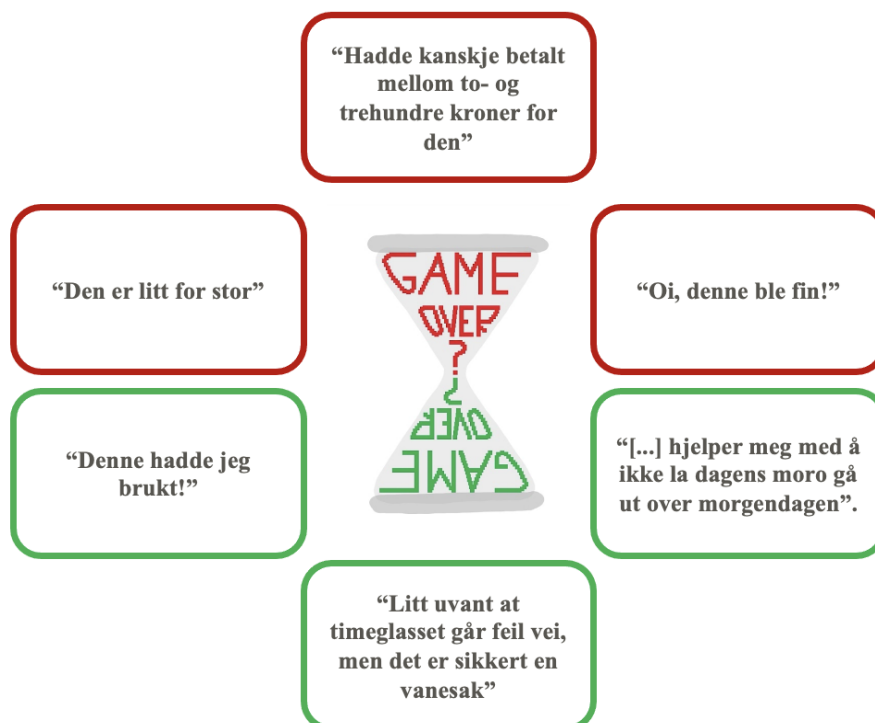 “Hadde kanskje betalt
mellom to- og
trehundre kroner for
den”
“Den er litt for stor”
GAME
OVER
?
“Oi, denne ble fin!”
“Denne hadde jeg
brukt!”
?
OVER
GAME
“[...] hjelper meg med å
ikke la dagens moro gå
ut over morgendagen”.
“Litt uvant at
timeglasset går feil vei,
men det er sikkert en
vanesak”